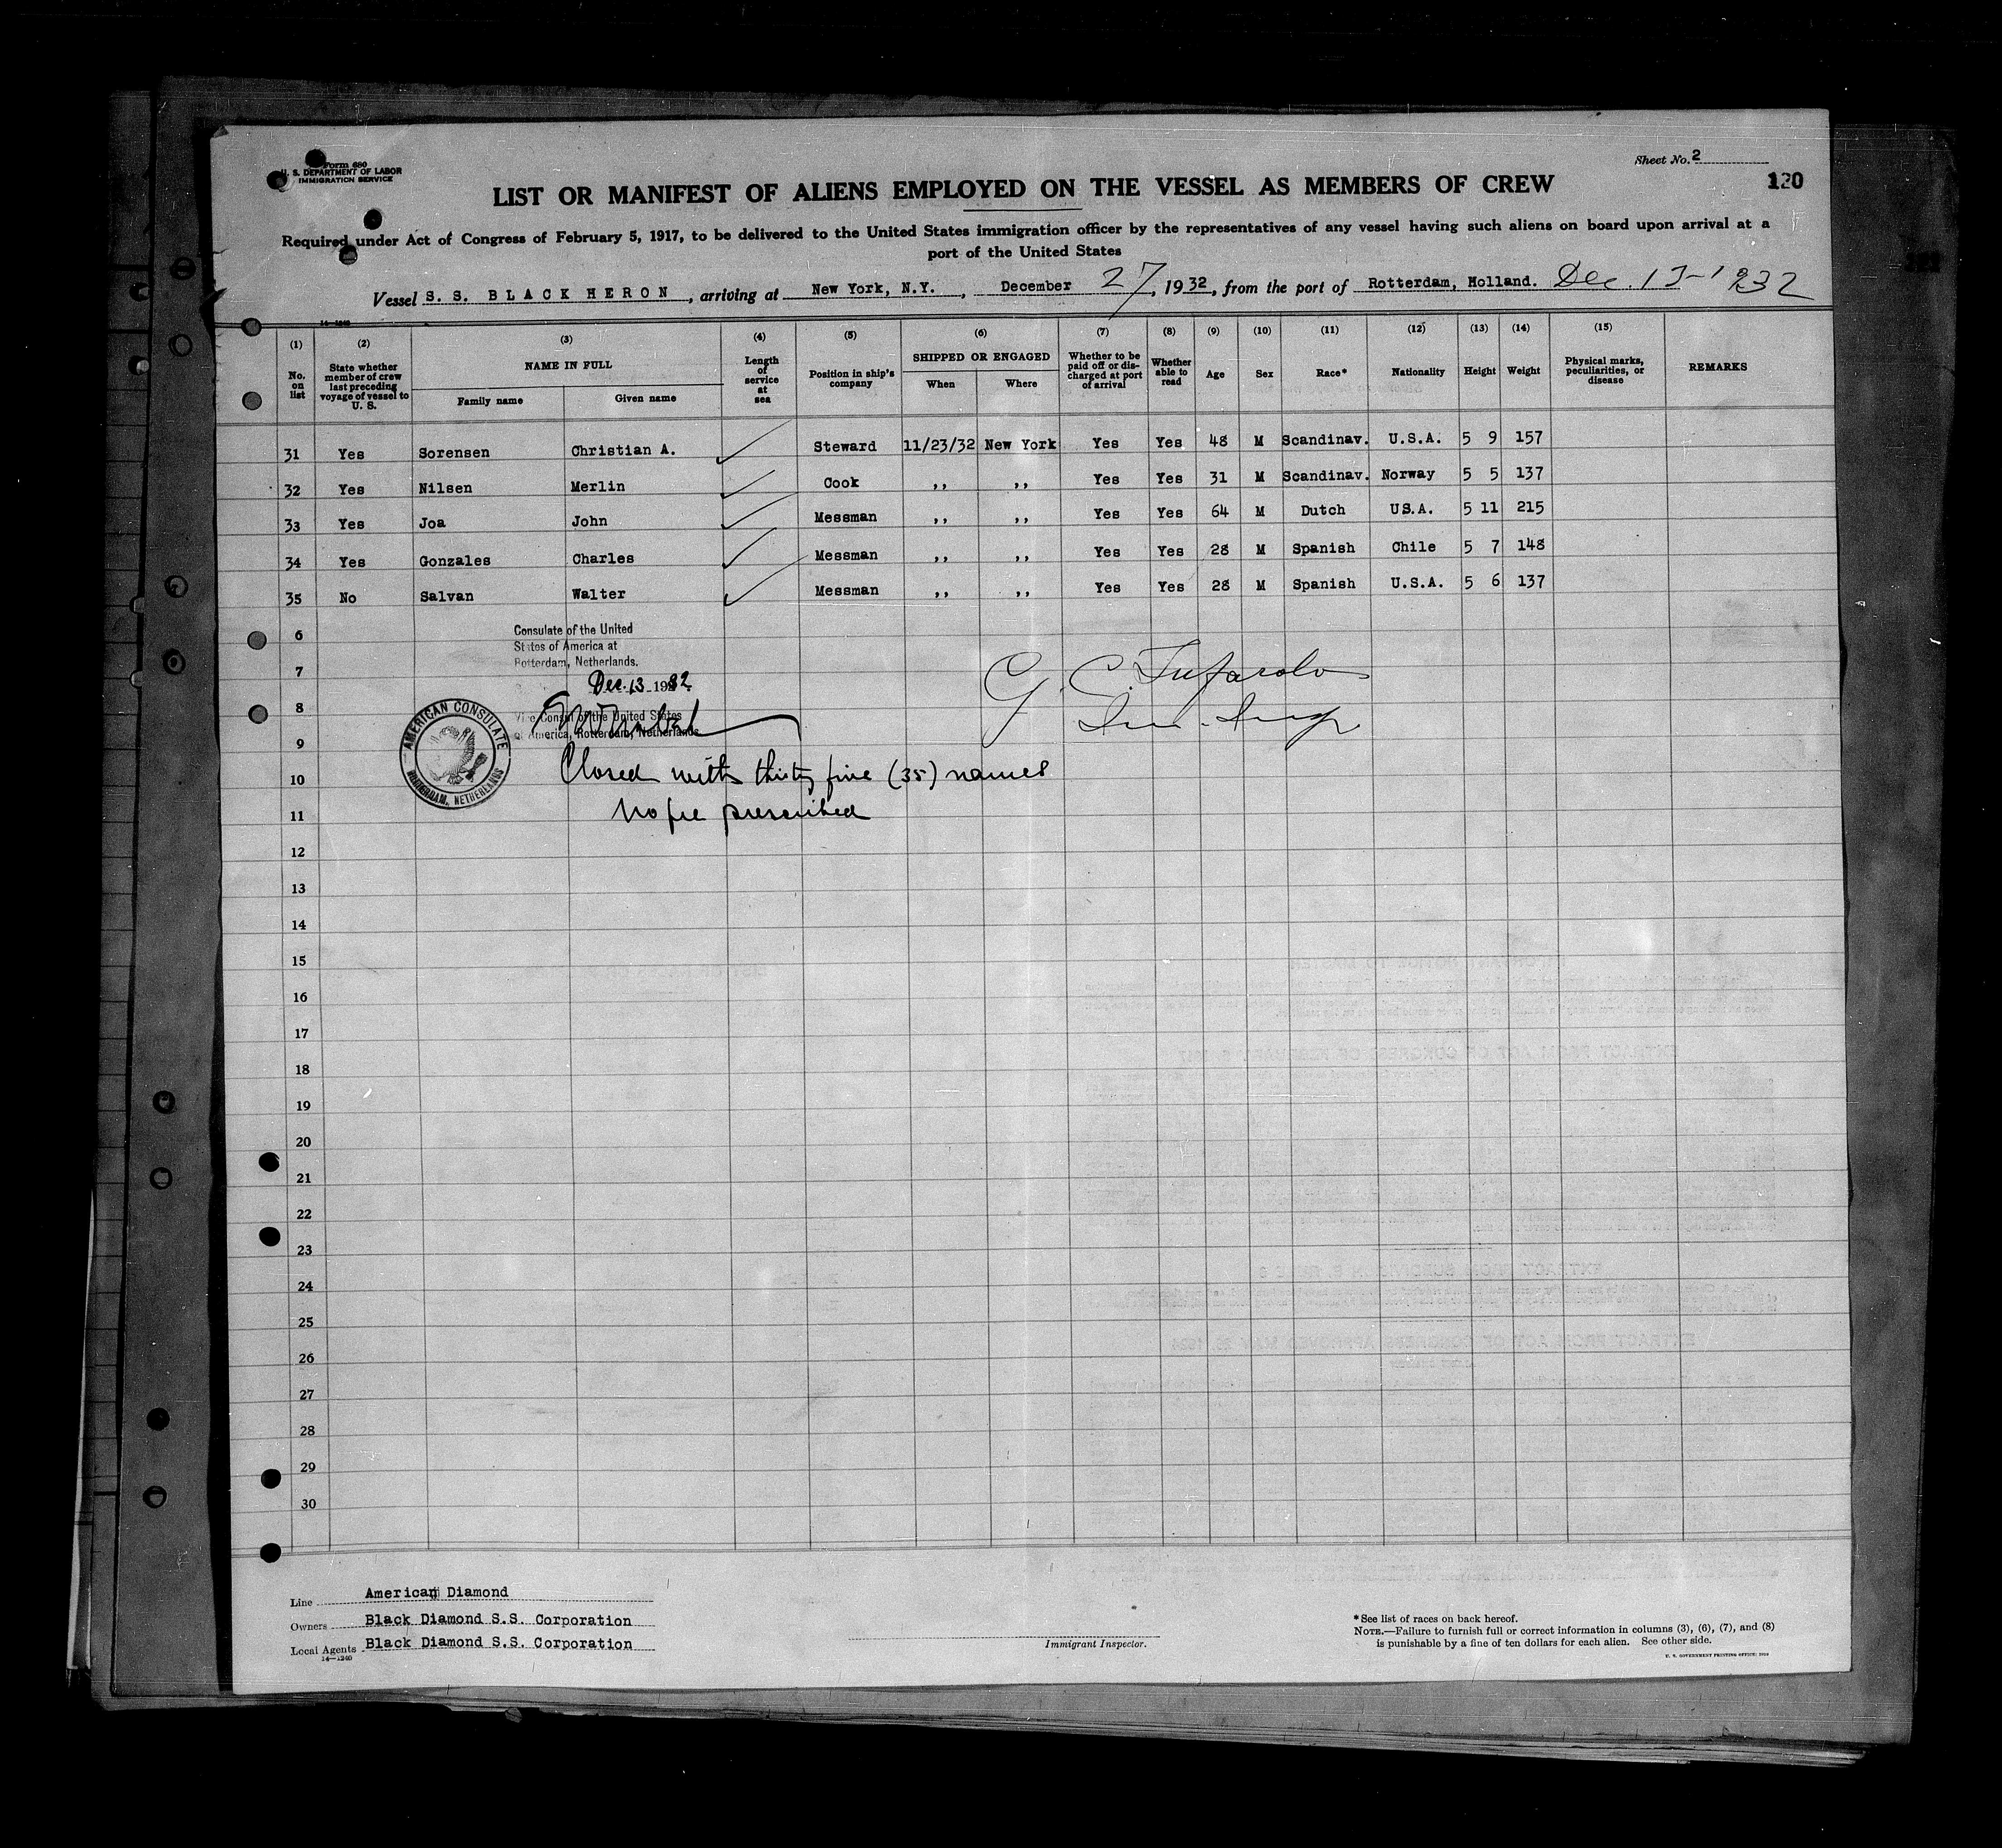 Form 680
U. S. DEPARTMENT OF LABOR
IMMIGRATION SERVICE
Sheet No. 2
120
LIST OR MANIFEST OF ALIENS EMPLOYED ON THE VESSEL AS MEMBERS OF CREW
Required under Act of Congress of February 5, 1917, to be delivered to the United States immigration officer by the representatives of any vessel having such aliens on board upon arrival at a
port of the United States
Vessel S. S. BLACK HERON, arriving at New York, N.Y., December 27, 1932, from the port of Rotterdam, Holland. Dec. 13-1932
14-1240
(1) (2) (3) (4) (5) (6) (7) (8) (9) (10) (11) (12) (13) (14) (15)
No. on list
State whether member of crew last preceding voyage of vessel to U. S.
NAME IN FULL
Family name
Given name
Length of service at sea
Position in ship's company
SHIPPED OR ENGAGED
When
Where
Whether to be paid off or discharged at port of arrival
Whether able to read
Age
Sex
Race*
Nationality
Height
Weight
Physical marks, peculiarities, or disease
REMARKS
31 Yes Sorensen Christian A. Steward 11/23/32 New York Yes Yes 48 M Scandinav. U.S.A. 5 9 157
32 Yes Nilsen Merlin Cook ,, ,, Yes Yes 31 M Scandinav. Norway 5 5 137
33 Yes Joa John Messman ,, ,, Yes Yes 64 M Dutch US.A. 5 11 215
34 Yes Gonzales Charles Messman ,, ,, Yes Yes 28 M Spanish Chile 5 7 148
35 No Salvan Walter Messman ,, ,, Yes Yes 28 M Spanish U.S.A. 5 6 137
Consulate of the United
States of America at
Rotterdam, Netherlands.
Dec. 13 1932
Vice Consul of the United States
of America, Rotterdam, Netherlands
AMERICAN CONSULATE
ROTTERDAM, NETHERLANDS
G. C.
Closed with thirty five (35) names
No fee prescribed
6
7
8
9
10
11
12
13
14
15
16
17
18
19
20
21
22
23
24
25
26
27
28
29
30
Line American Diamond
Owners Black Diamond S.S. Corporation
Local Agents Black Diamond S.S. Corporation
14-1240
Immigrant Inspector.
*See list of races on back hereof.
NOTE.—Failure to furnish full or correct information in columns (3), (6), (7), and (8)
is punishable by a fine of ten dollars for each alien. See other side.